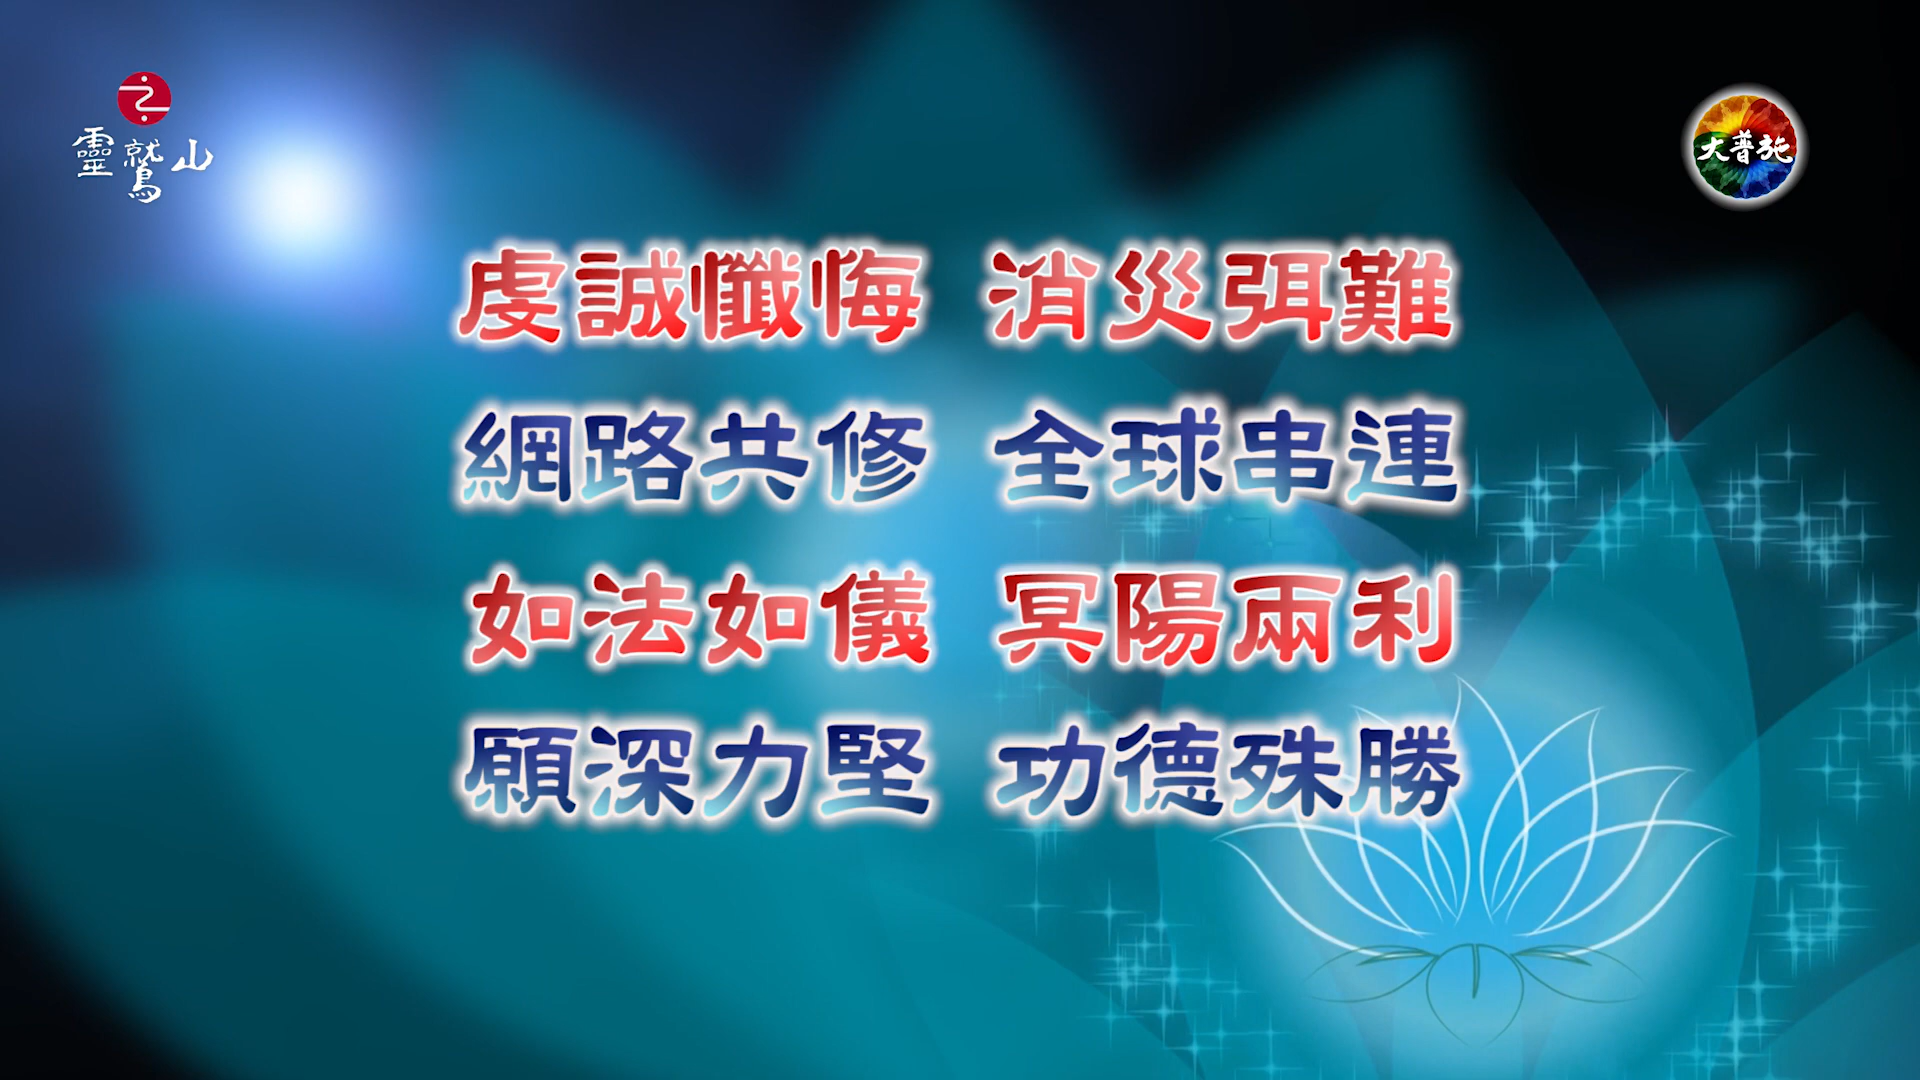 靈鷲山
大普施
虔誠懺悔 消災弭難
網路共修 全球串連
如法如儀 冥陽兩利
願深力堅 功德殊勝